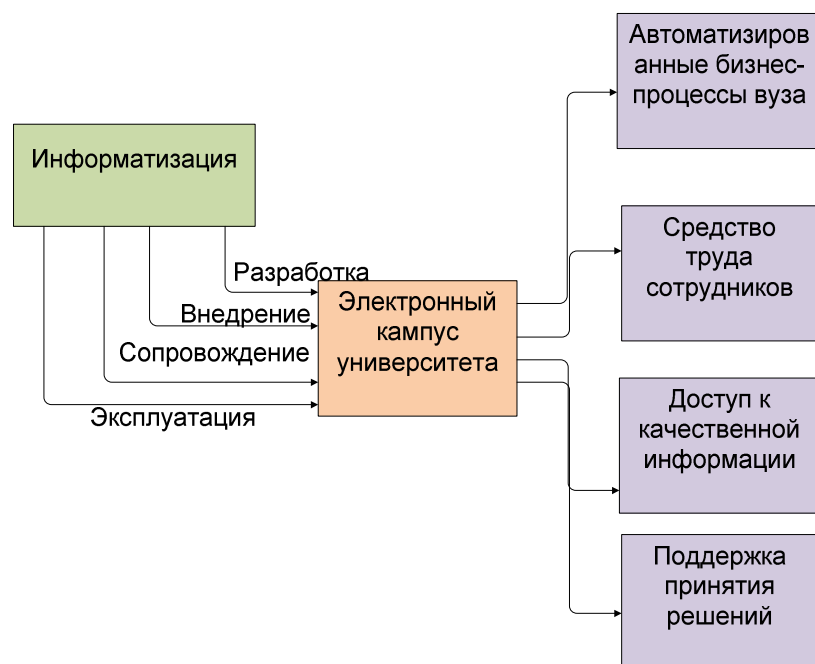 Информатизация
Разработка
Внедрение
Сопровождение
Эксплуатация
Электронный
кампус
университета
Автоматизиров
анные бизнес-
процессы вуза
Средство
труда
сотрудников
Доступ к
качественной
информации
Поддержка
принятия
решений